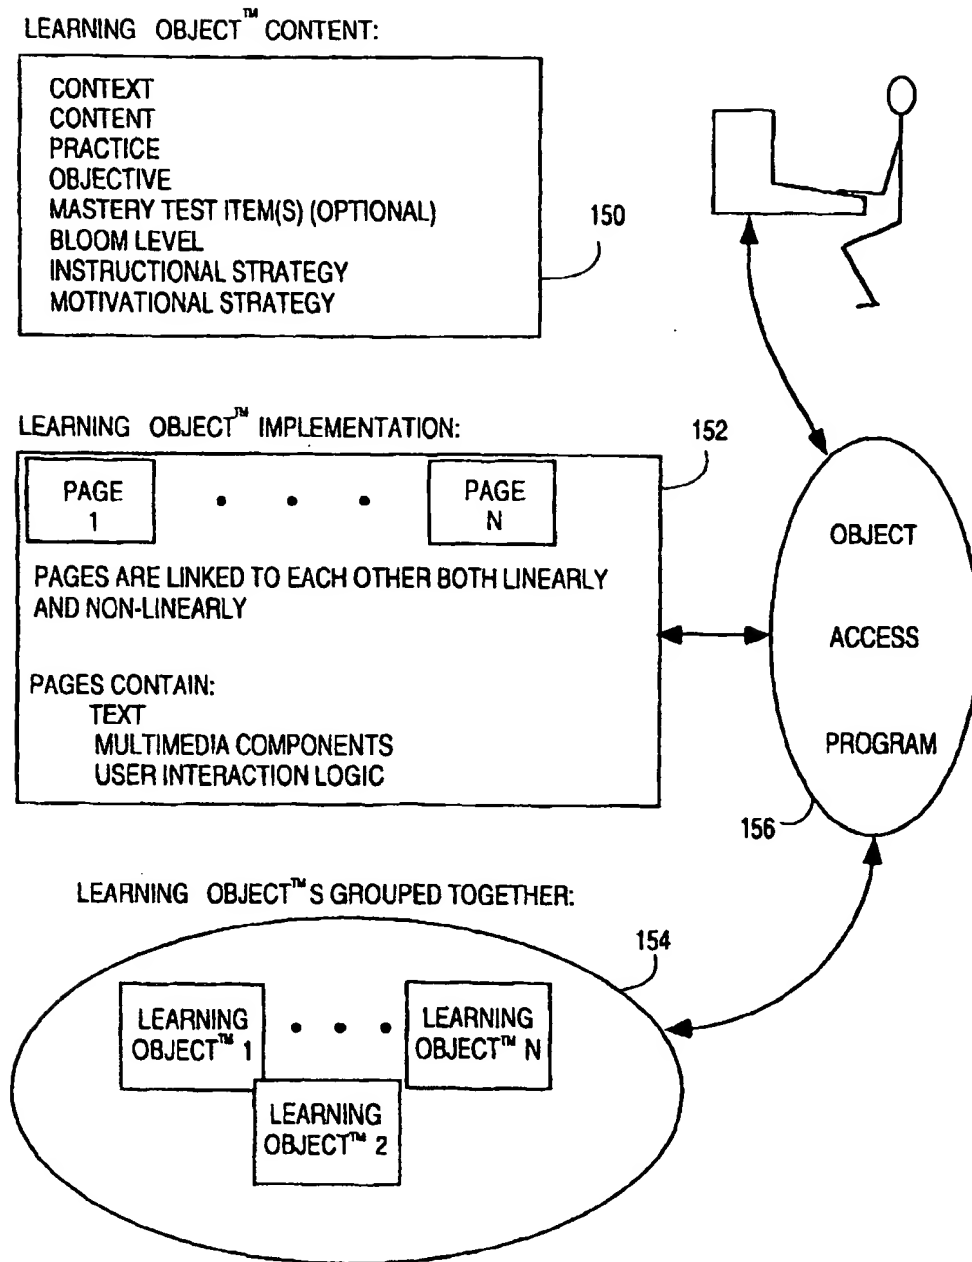 LEARNING OBJECT™ CONTENT:
CONTEXT
CONTENT
PRACTICE
OBJECTIVE
MASTERY TEST ITEM(S) (OPTIONAL)
BLOOM LEVEL
INSTRUCTIONAL STRATEGY
MOTIVATIONAL STRATEGY
150
LEARNING OBJECT™ IMPLEMENTATION:
152
PAGE
1
• • •
PAGE
N
PAGES ARE LINKED TO EACH OTHER BOTH LINEARLY
AND NON-LINEARLY
PAGES CONTAIN:
TEXT
MULTIMEDIA COMPONENTS
USER INTERACTION LOGIC
OBJECT
ACCESS
PROGRAM
156
LEARNING OBJECT™S GROUPED TOGETHER:
154
LEARNING
OBJECT™ 1
• • •
LEARNING
OBJECT™ N
LEARNING
OBJECT™ 2